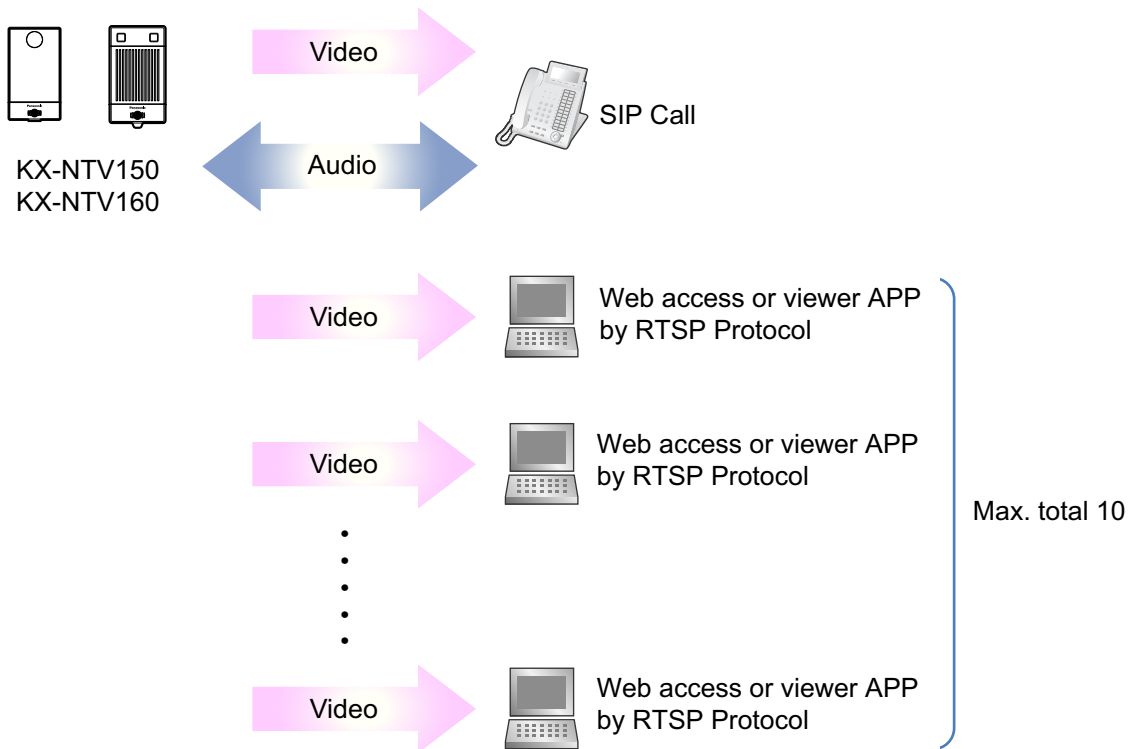 Video
SIP Call
Audio
KX-NTV150
KX-NTV160
Video
Web access or viewer APP
by RTSP Protocol
Video
Web access or viewer APP
by RTSP Protocol
Max. total 10
Video
Web access or viewer APP
by RTSP Protocol